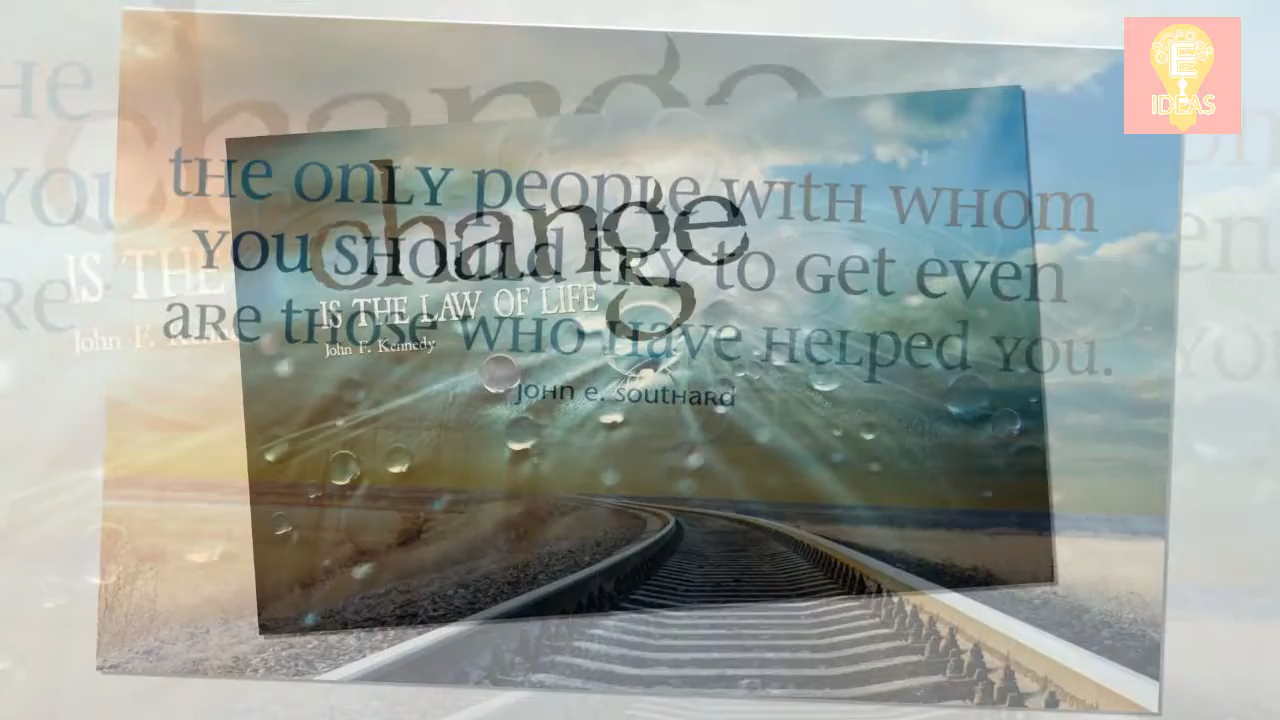 change
IS THE LAW OF LIFE
John F. Kennedy
tHe onLY people WITH WHOM
YOU SHOULD TRY to Get even
are those WHO Have Helped YOU.
John e. Southard
E
IDEAS